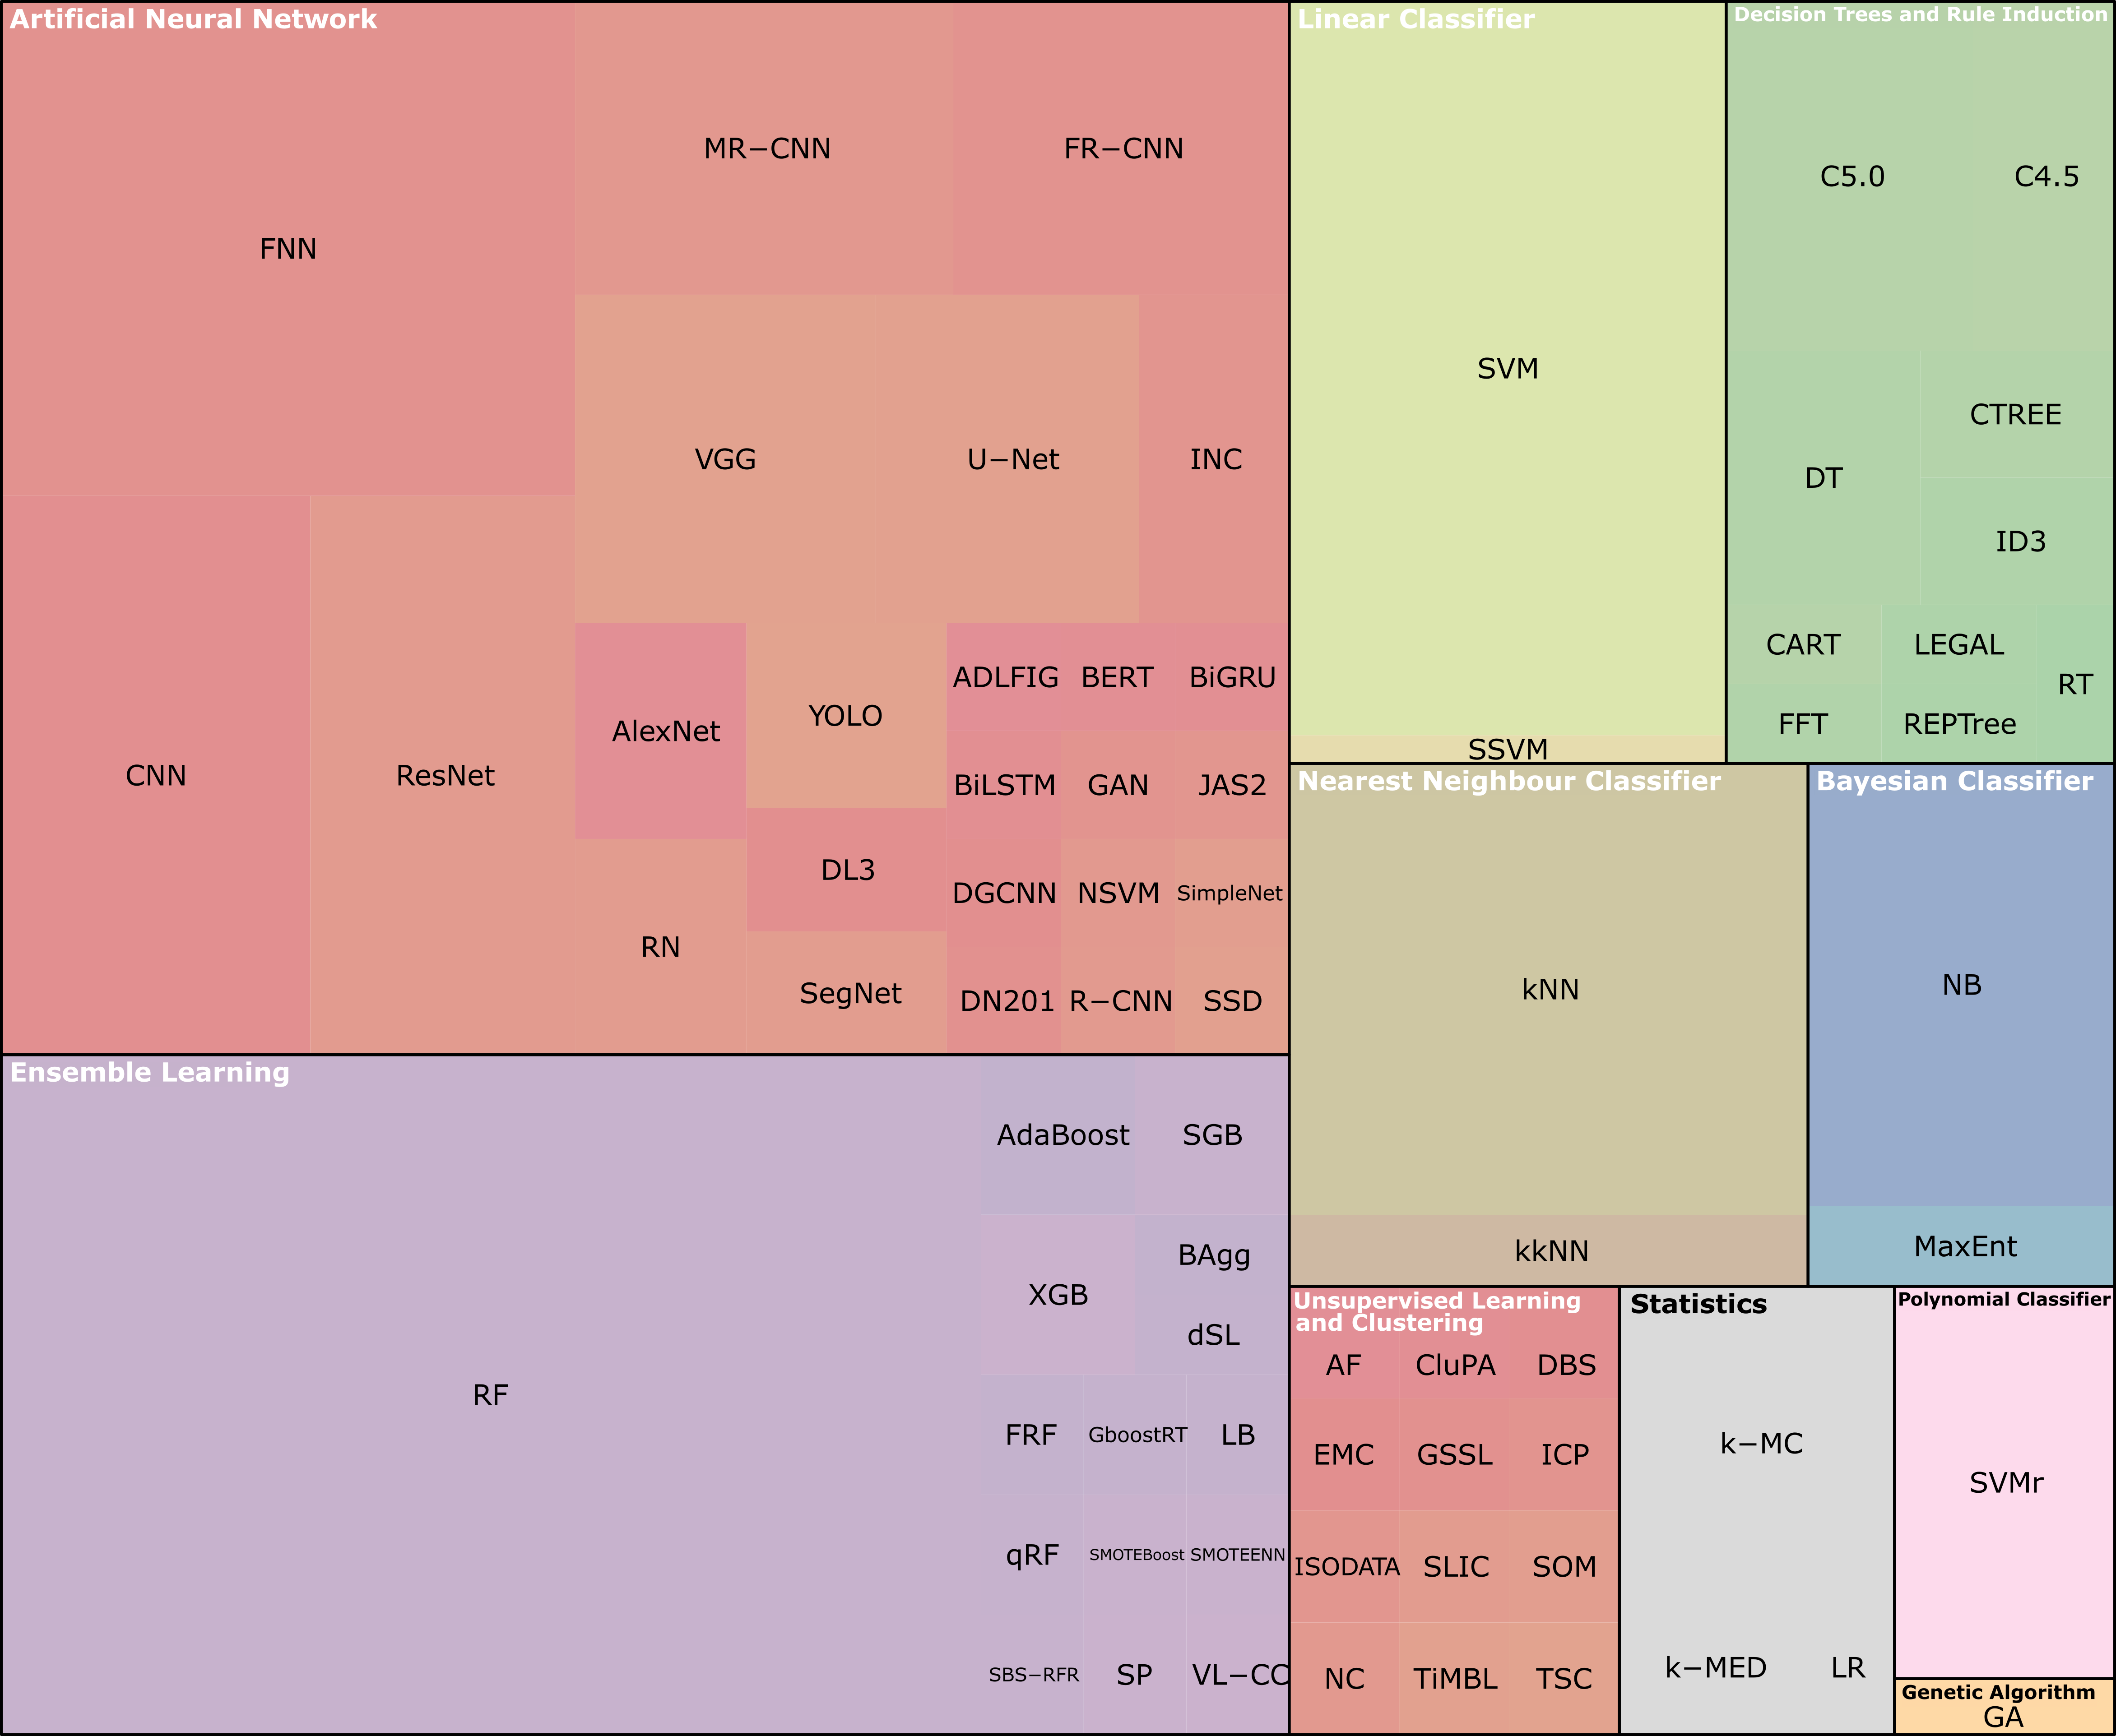 Artificial Neural Network
FNN
MR−CNN
FR−CNN
VGG
U−Net
INC
CNN
ResNet
AlexNet
YOLO
ADLFIG
BERT
BiGRU
BiLSTM
GAN
JAS2
DL3
DGCNN
NSVM
SimpleNet
RN
SegNet
DN201
R−CNN
SSD
Ensemble Learning
RF
AdaBoost
SGB
XGB
BAgg
dSL
FRF
GboostRT
LB
qRF
SMOTEBoost
SMOTEENN
SBS−RFR
SP
VL−CC
Linear Classifier
SVM
SSVM
Decision Trees and Rule Induction
C5.0
C4.5
DT
CTREE
ID3
CART
LEGAL
RT
FFT
REPTree
Nearest Neighbour Classifier
kNN
kkNN
Bayesian Classifier
NB
MaxEnt
Unsupervised Learning
and Clustering
AF
CluPA
DBS
EMC
GSSL
ICP
ISODATA
SLIC
SOM
NC
TiMBL
TSC
Statistics
k−MC
k−MED
LR
Polynomial Classifier
SVMr
Genetic Algorithm
GA